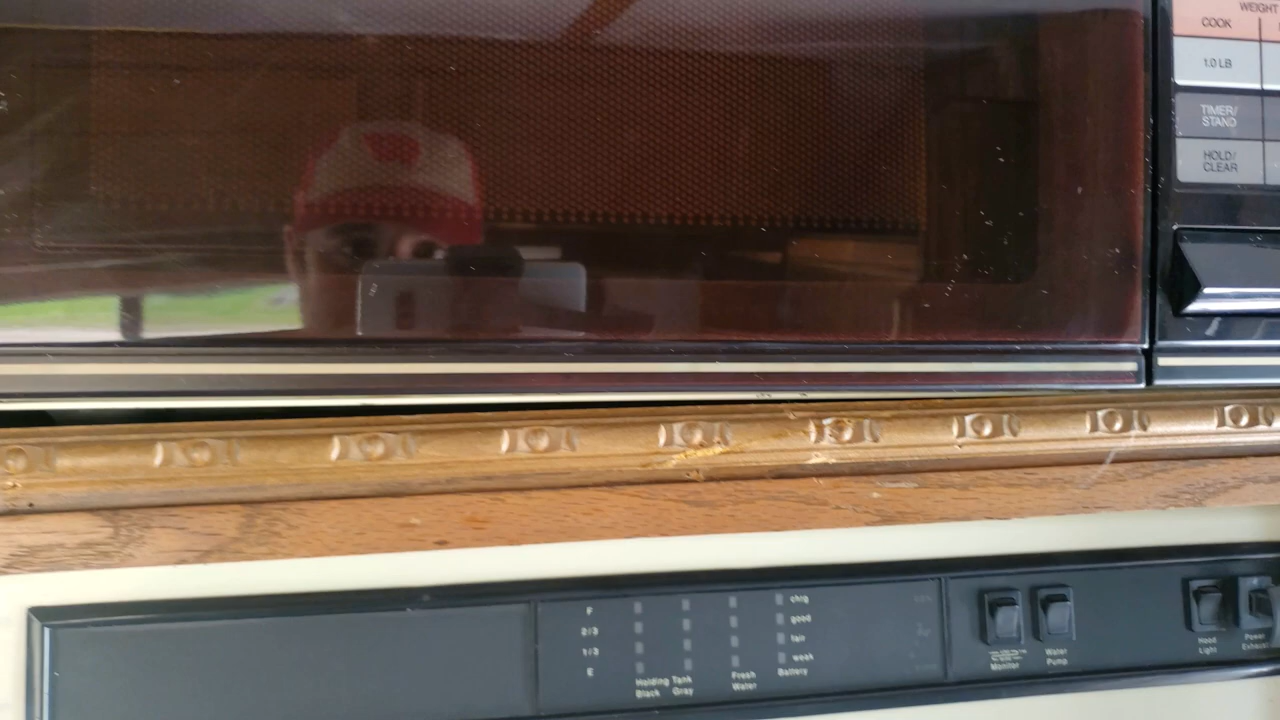 WEIGHT
COOK
1.0 LB
TIMER/
STAND
HOLD/
CLEAR
F
2/3
1/3
E
chrg
good
fair
weak
Holding Tank
Black Gray
Fresh
Water
Battery
Monitor
Water
Pump
Hood
Light
Power
Exhaust